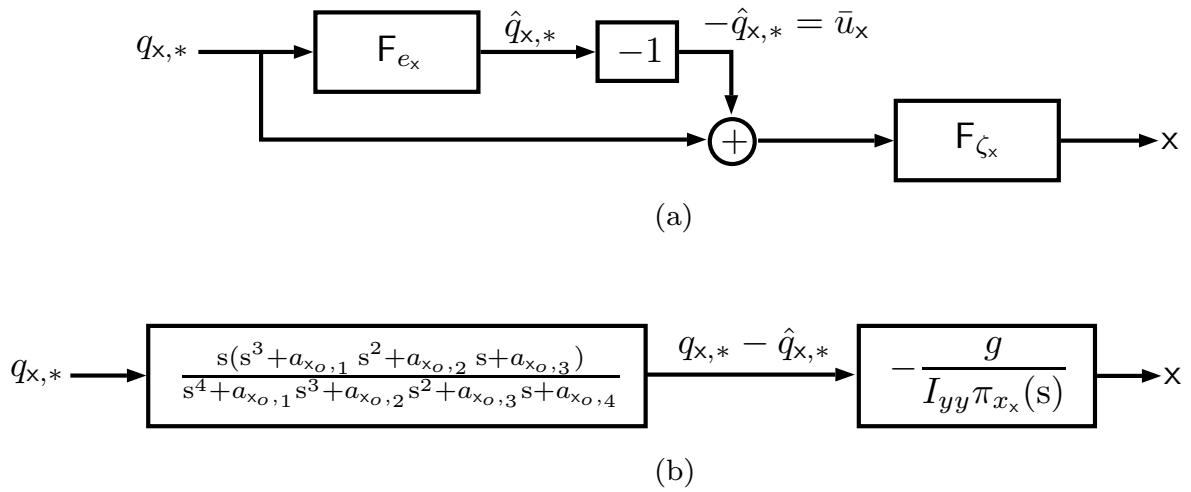 q_{x,*} F_{e_x} \hat{q}_{x,*} −1 −\hat{q}_{x,*} = \bar{u}_x
+ F_{ζ_x} x
(a)
q_{x,*} \frac{s(s^3+a_{x_o,1} s^2+a_{x_o,2} s+a_{x_o,3})}{s^4+a_{x_o,1}s^3+a_{x_o,2}s^2+a_{x_o,3}s+a_{x_o,4}} q_{x,*} − \hat{q}_{x,*} −\frac{g}{I_{yy}π_{x_x}(s)} x
(b)